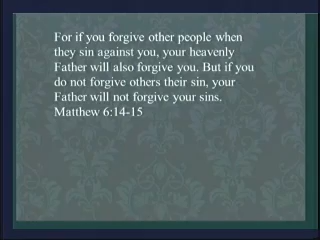 For if you forgive other people when
they sin against you, your heavenly
Father will also forgive you. But if you
do not forgive others their sin, your
Father will not forgive your sins.
Matthew 6:14-15